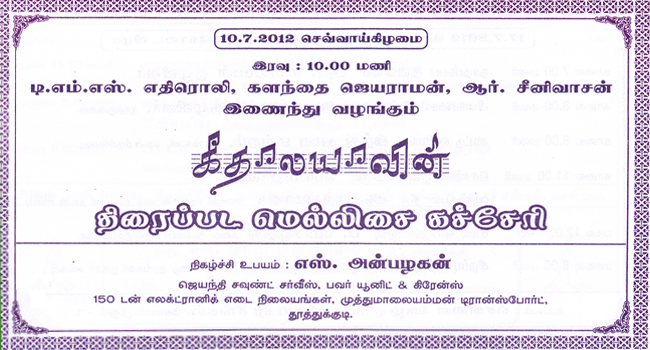 10.7.2012 செவ்வாய்கிழமை
இரவு : 10.00 மணி
டி.எம்.எஸ். எதிரொலி, களந்தை ஜெயராமன், ஆர். சீனிவாசன்
இணைந்து வழங்கும்
கீதாலயாவின்
திரைப்பட மெல்லிசை கச்சேரி
நிகழ்ச்சி உபயம் : எஸ். அன்பழகன்
ஜெயந்தி சவுண்ட் சர்வீஸ், பவர் யூனிட் & கிரேன்ஸ்
150 டன் எலக்ட்ரானிக் எடை நிலையங்கள், முத்துமாலையம்மன் டிரான்ஸ்போர்ட்,
தூத்துக்குடி.